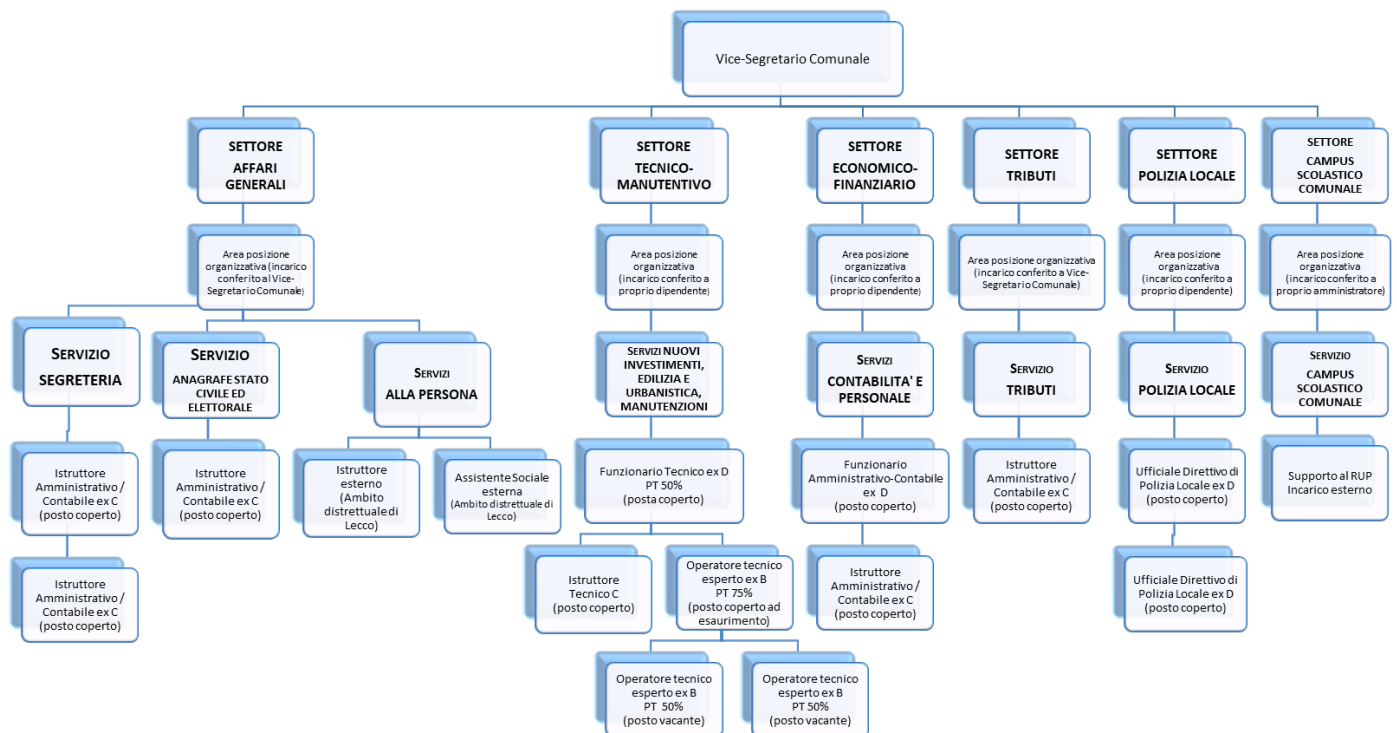 Vice-Segretario Comunale
SETTORE
AFFARI
GENERALI
SETTORE
TECNICO-
MANUTENTIVO
SETTORE
ECONOMICO-
FINANZIARIO
SETTORE
TRIBUTI
SETTTORE
POLIZIA LOCALE
SETTORE
CAMPUS
SCOLASTICO
COMUNALE
Area posizione
organizzativa (incarico
conferito al Vice-
Segretario Comunale)
Area posizione
organizzativa
(incarico conferito a
proprio dipendente)
Area posizione
organizzativa
(incarico conferito a
proprio dipendente)
Area posizione organizzativa
(incarico conferito a Vice-
Segretario Comunale)
Area posizione
organizzativa
(incarico conferito a
proprio dipendente)
Area posizione
organizzativa
(incarico conferito a
proprio amministratore)
SERVIZIO
SEGRETERIA
SERVIZIO
ANAGRAFE STATO
CIVILE ED
ELETTORALE
SERVIZI
ALLA PERSONA
SERVIZI NUOVI
INVESTIMENTI,
EDILIZIA E
URBANISTICA,
MANUTENZIONI
SERVIZI
CONTABILITA' E
PERSONALE
SERVIZIO
TRIBUTI
SERVIZIO
POLIZIA LOCALE
SERVIZIO
CAMPUS
SCOLASTICO
COMUNALE
Istruttore
Amministrativo /
Contabile ex C
(posto coperto)
Istruttore
Amministrativo /
Contabile ex C
(posto coperto)
Istruttore
esterno
(Ambito
distrettuale di
Lecco)
Assistente Sociale
esterna
(Ambito distrettuale di
Lecco)
Funzionario Tecnico ex D
PT 50%
(posta coperto)
Funzionario
Amministrativo-Contabile
ex D
(posto coperto)
Istruttore
Amministrativo /
Contabile ex C
(posto coperto)
Ufficiale Direttivo di
Polizia Locale ex D
(posto coperto)
Supporto al RUP
Incarico esterno
Istruttore
Amministrativo /
Contabile ex C
(posto coperto)
Istruttore
Tecnico C
(posto coperto)
Operatore tecnico
esperto ex B
PT 75%
(posto coperto ad
esaurimento)
Istruttore
Amministrativo /
Contabile ex C
(posto coperto)
Ufficiale Direttivo di
Polizia Locale ex D
(posto coperto)
Operatore tecnico
esperto ex B
PT 50%
(posto vacante)
Operatore tecnico
esperto ex B
PT 50%
(posto vacante)